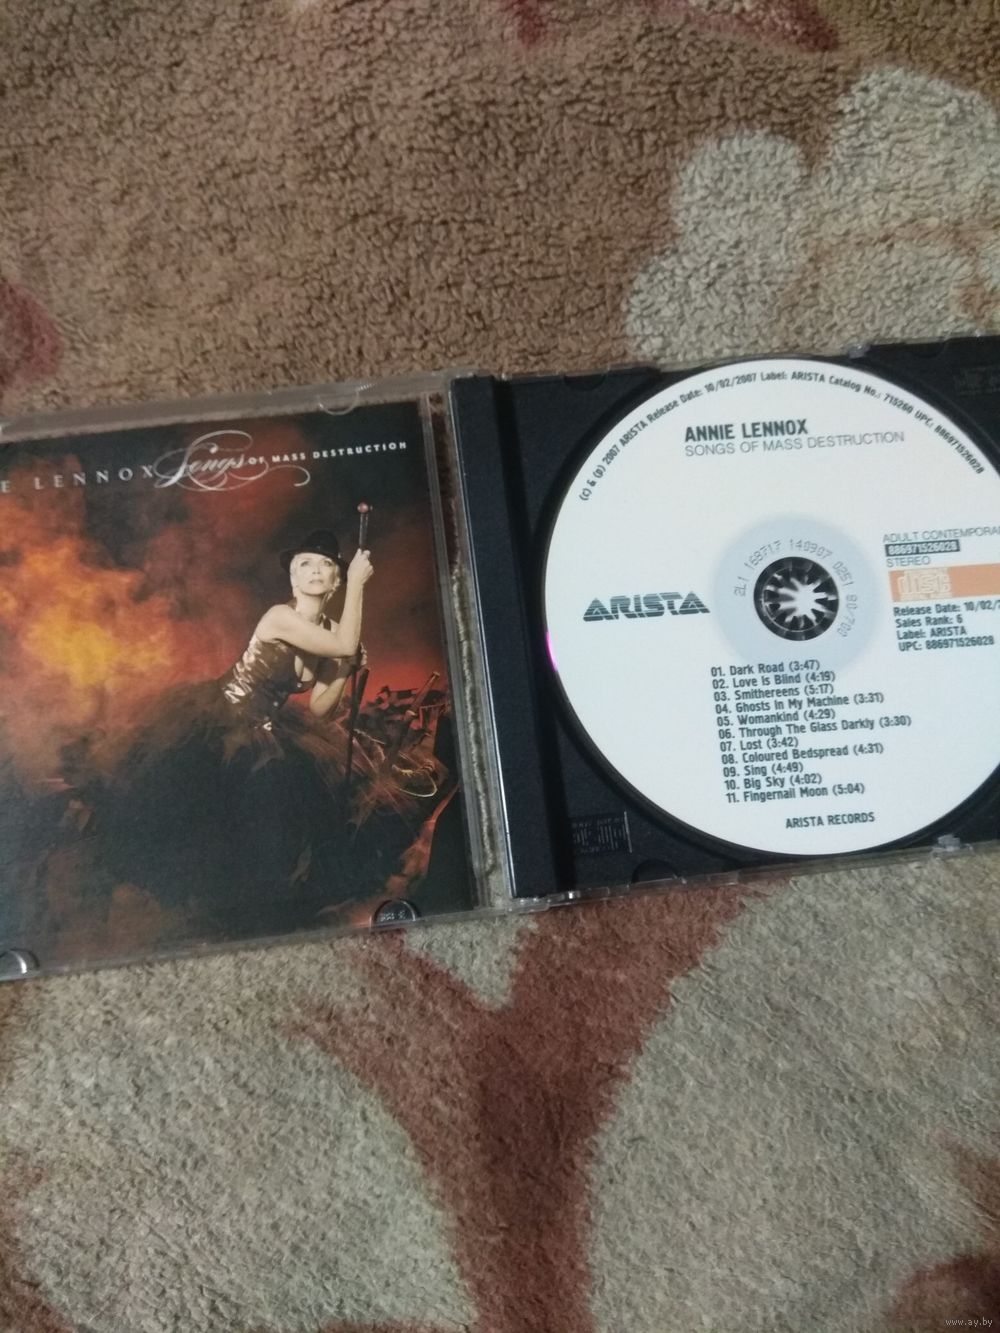 E LENNOX Songs OF MASS DESTRUCTION
(c) & (p) 2007 ARISTA Release Date: 10/02/2007 Label: ARISTA Catalog No.: 715260 UPC: 886971526028
ANNIE LENNOX
SONGS OF MASS DESTRUCTION
ADULT CONTEMPORA
886971526028
STEREO
disc
ARISTA
Release Date: 10/02/
Sales Rank: 6
Label: ARISTA
UPC: 886971526028
01. Dark Road (3:47)
02. Love Is Blind (4:19)
03. Smithereens (5:17)
04. Ghosts In My Machine (3:31)
05. Womankind (4:29)
06. Through The Glass Darkly (3:30)
07. Lost (3:42)
08. Coloured Bedspread (4:31)
09. Sing (4:49)
10. Big Sky (4:02)
11. Fingernail Moon (5:04)
ARISTA RECORDS
www.ay.by